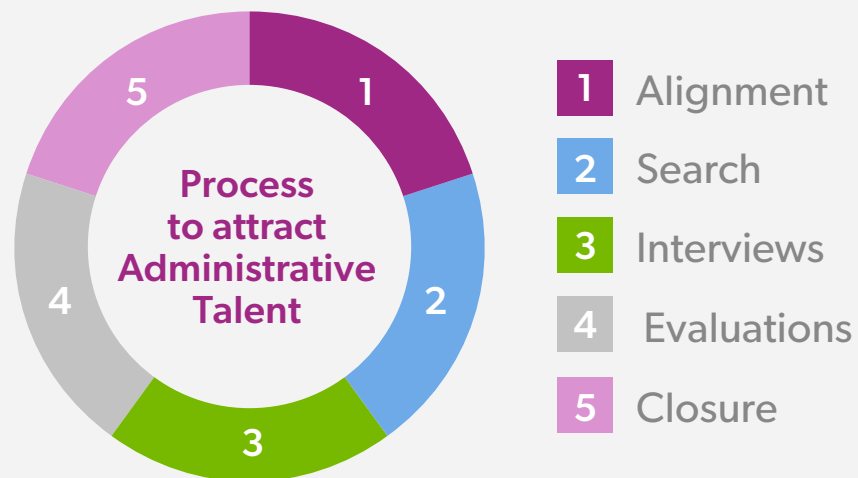 5
1
Process
to attract
Administrative
Talent
4
2
3
1 Alignment
2 Search
3 Interviews
4 Evaluations
5 Closure